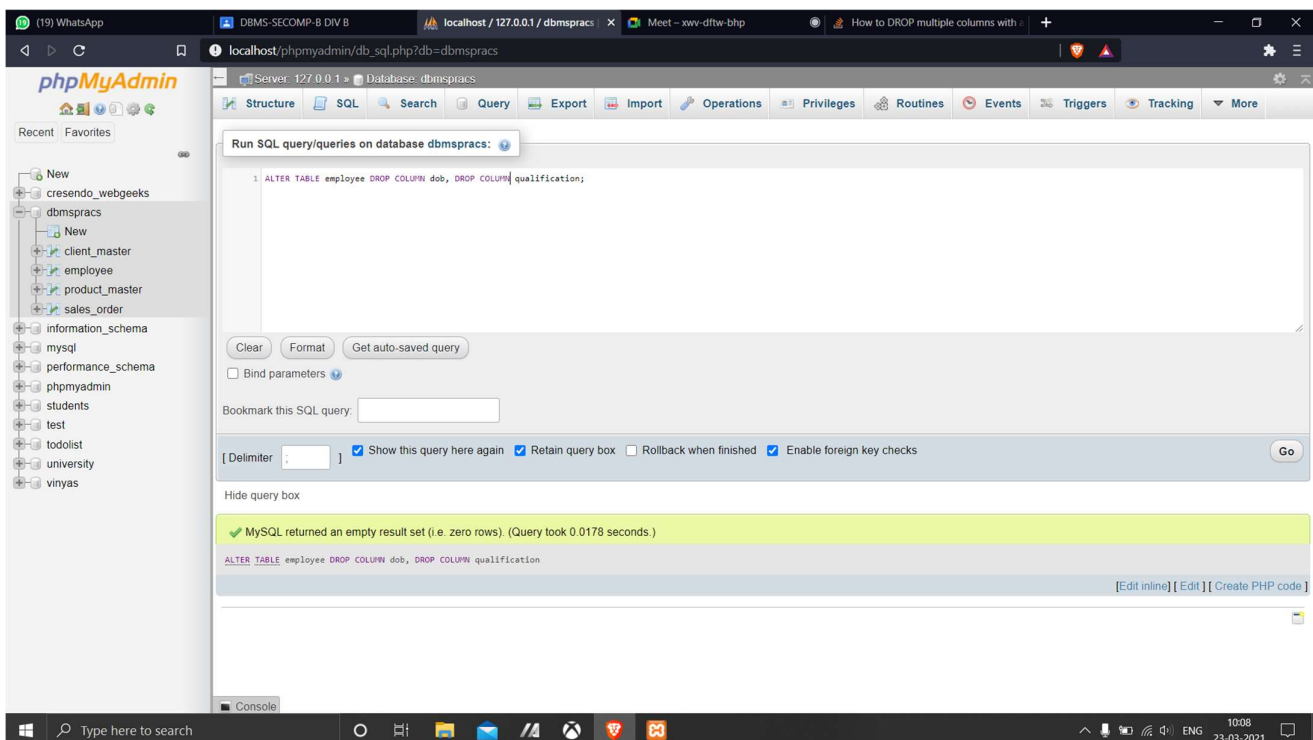 (19) WhatsApp
DBMS-SECOMP-B DIV B
localhost / 127.0.0.1 / dbmspracs
Meet – xwv-dftw-bhp
How to DROP multiple columns with a
localhost/phpmyadmin/db_sql.php?db=dbmspracs
phpMyAdmin
Recent Favorites
New
cresendo_webgeeks
dbmspracs
New
client_master
employee
product_master
sales_order
information_schema
mysql
performance_schema
phpmyadmin
students
test
todolist
university
vinyas
Server: 127.0.0.1 » Database: dbmspracs
Structure SQL Search Query Export Import Operations Privileges Routines Events Triggers Tracking More
Run SQL query/queries on database dbmspracs:
1 ALTER TABLE employee DROP COLUMN dob, DROP COLUMN qualification;
Clear Format Get auto-saved query
Bind parameters
Bookmark this SQL query:
[ Delimiter ; ] Show this query here again Retain query box Rollback when finished Enable foreign key checks Go
Hide query box
MySQL returned an empty result set (i.e. zero rows). (Query took 0.0178 seconds.)
ALTER TABLE employee DROP COLUMN dob, DROP COLUMN qualification
[Edit inline] [ Edit ] [ Create PHP code ]
Console
Type here to search
ENG
10:08
23-03-2021